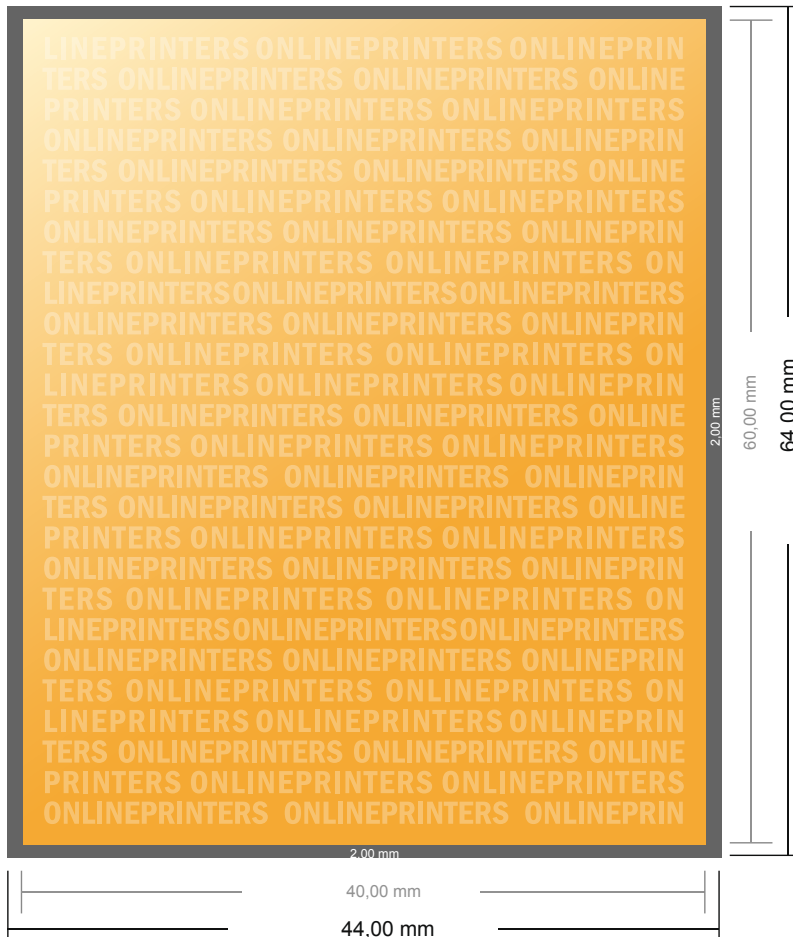 LINEPRINTERS ONLINEPRINTERS ONLINEPRIN
TERS ONLINEPRINTERS ONLINEPRINTERS ONLINE
PRINTERS ONLINEPRINTERS ONLINEPRINTERS
ONLINEPRINTERS ONLINEPRINTERS ONLINEPRIN
TERS ONLINEPRINTERS ONLINEPRINTERS ONLINE
PRINTERS ONLINEPRINTERS ONLINEPRINTERS
ONLINEPRINTERS ONLINEPRINTERS ONLINEPRIN
TERS ONLINEPRINTERS ONLINEPRINTERS ON
LINEPRINTERSONLINEPRINTERSONLINEPRINTERS
ONLINEPRINTERS ONLINEPRINTERS ONLINEPRIN
TERS ONLINEPRINTERS ONLINEPRINTERS ON
LINEPRINTERS ONLINEPRINTERS ONLINEPRIN
TERS ONLINEPRINTERS ONLINEPRINTERS ONLINE
PRINTERS ONLINEPRINTERS ONLINEPRINTERS
ONLINEPRINTERS ONLINEPRINTERS ONLINEPRIN
TERS ONLINEPRINTERS ONLINEPRINTERS ONLINE
PRINTERS ONLINEPRINTERS ONLINEPRINTERS
ONLINEPRINTERS ONLINEPRINTERS ONLINEPRIN
TERS ONLINEPRINTERS ONLINEPRINTERS ON
LINEPRINTERSONLINEPRINTERSONLINEPRINTERS
ONLINEPRINTERS ONLINEPRINTERS ONLINEPRIN
TERS ONLINEPRINTERS ONLINEPRINTERS ON
LINEPRINTERS ONLINEPRINTERS ONLINEPRIN
TERS ONLINEPRINTERS ONLINEPRINTERS ONLINE
PRINTERS ONLINEPRINTERS ONLINEPRINTERS
ONLINEPRINTERS ONLINEPRINTERS ONLINEPRIN
2,00 mm
60,00 mm
64,00 mm
2,00 mm
40,00 mm
44,00 mm